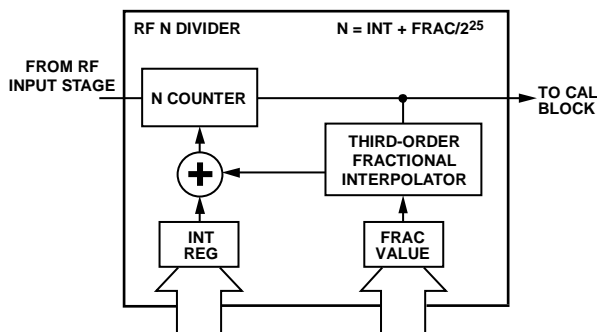 RF N DIVIDER
N = INT + FRAC/2²⁵
FROM RF
INPUT STAGE
N COUNTER
TO CAL
BLOCK
THIRD-ORDER
FRACTIONAL
INTERPOLATOR
+
INT
REG
FRAC
VALUE